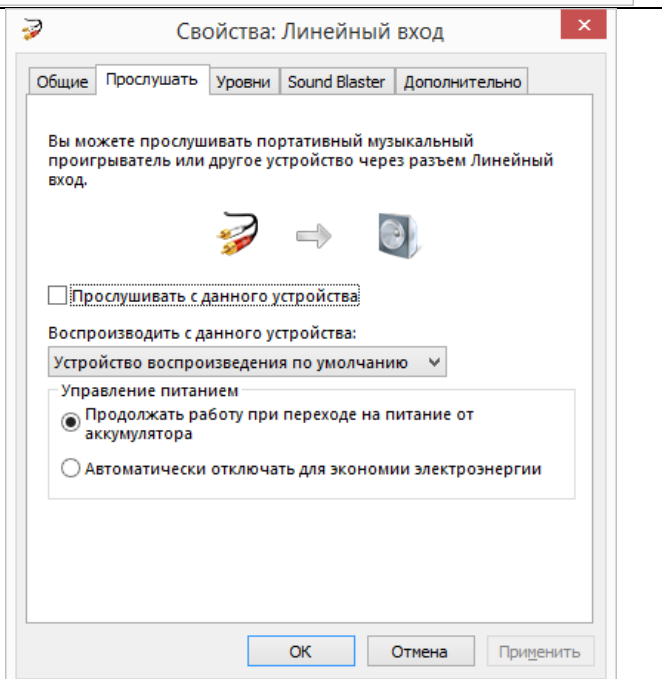 Свойства: Линейный вход
Общие Прослушать Уровни Sound Blaster Дополнительно
Вы можете прослушивать портативный музыкальный
проигрыватель или другое устройство через разъем Линейный
вход.
Прослушивать с данного устройства
Воспроизводить с данного устройства:
Устройство воспроизведения по умолчанию
Управление питанием
Продолжать работу при переходе на питание от
аккумулятора
Автоматически отключать для экономии электроэнергии
ОК Отмена Применить